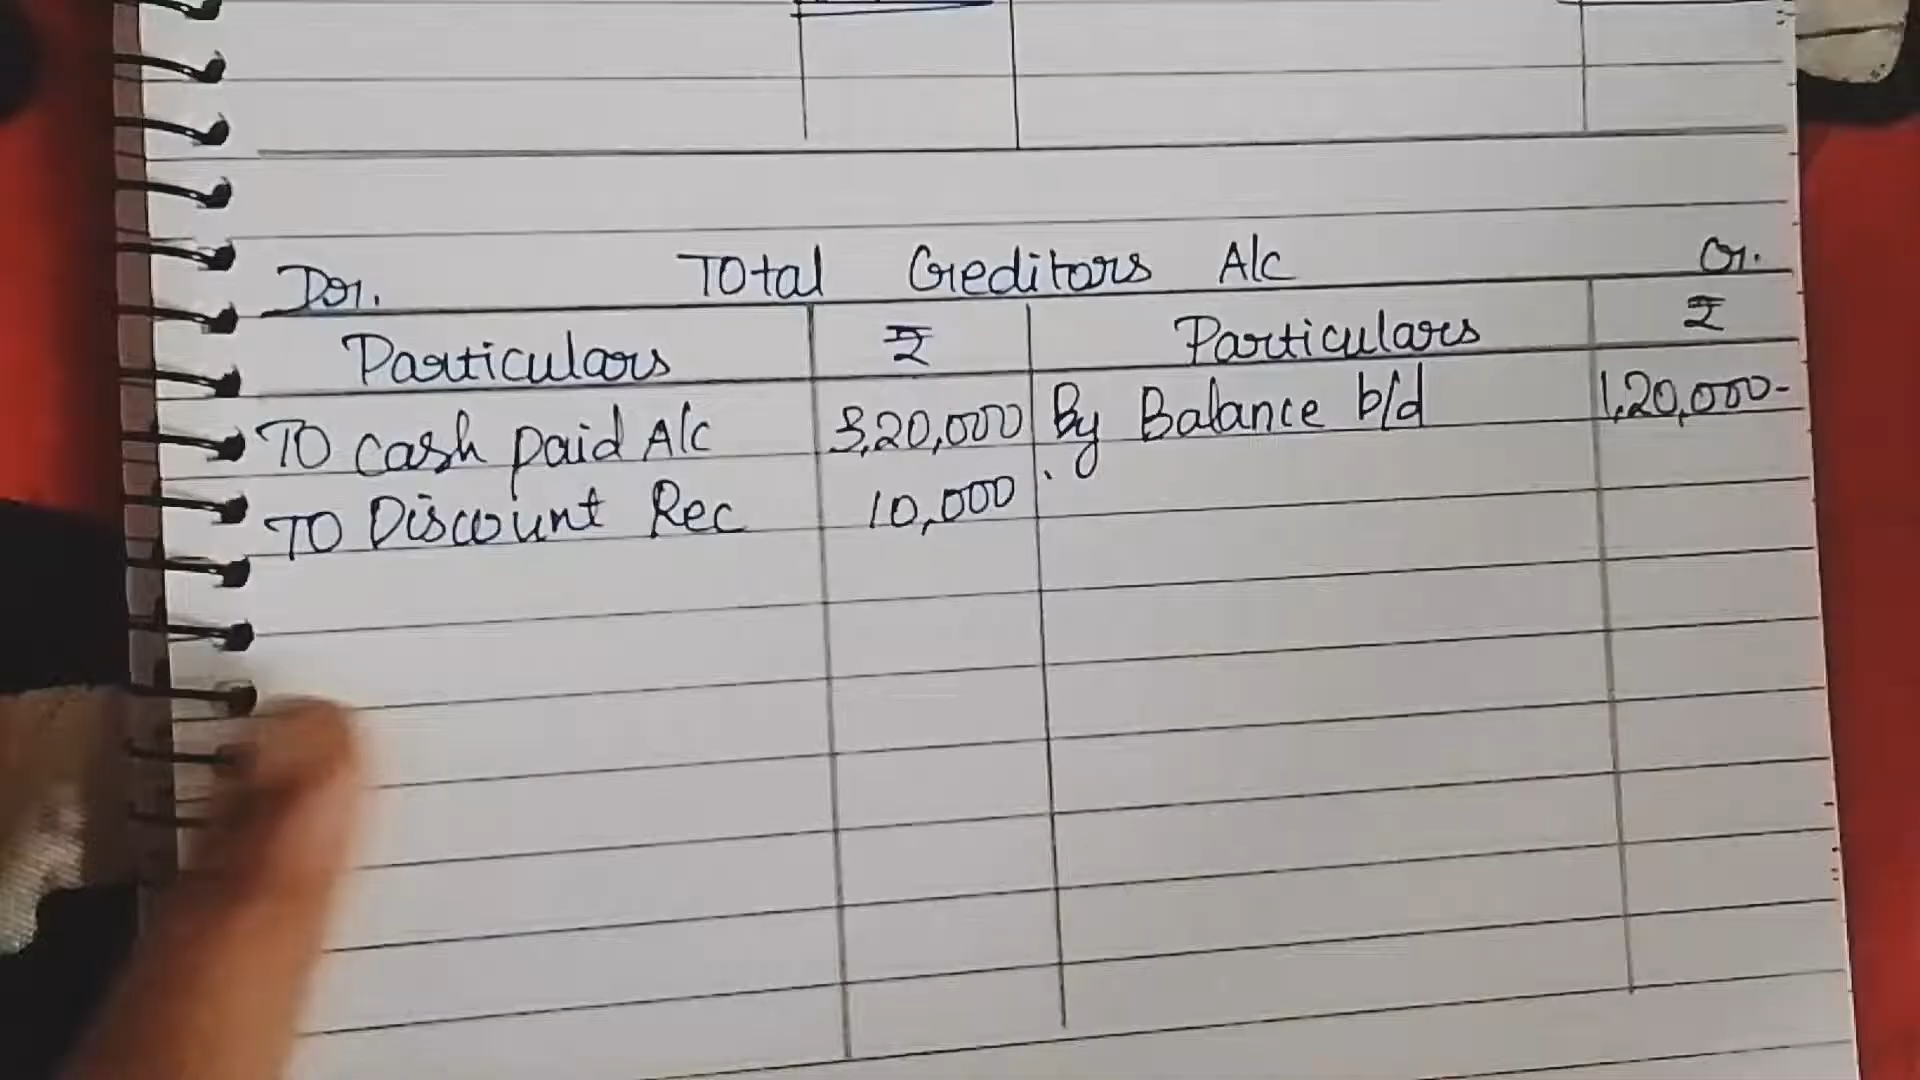 Dr. Total Creditors A/c Cr.
Particulars ₹ Particulars ₹
To cash paid A/c 3,20,000 By Balance b/d 1,20,000-
To Discount Rec 10,000